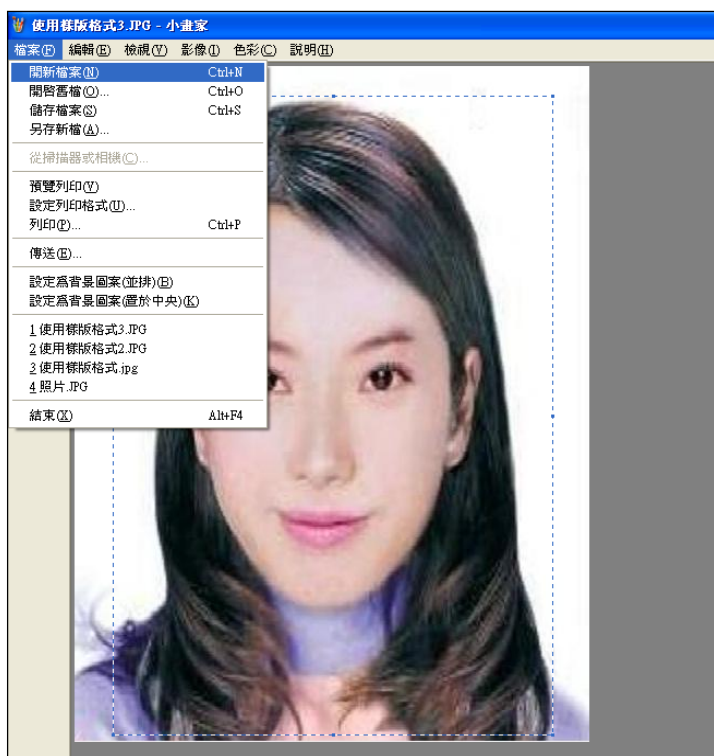 使用樣版格式3.JPG - 小畫家
檔案(F) 編輯(E) 檢視(V) 影像(I) 色彩(C) 說明(H)
開新檔案(N) Ctrl+N
開啓舊檔(O)... Ctrl+O
儲存檔案(S) Ctrl+S
另存新檔(A)...
從掃描器或相機(C)...
預覽列印(V)
設定列印格式(U)...
列印(P)... Ctrl+P
傳送(E)...
設定爲背景圖案(並排)(B)
設定爲背景圖案(置於中央)(K)
1 使用樣版格式3.JPG
2 使用樣版格式2.JPG
3 使用樣版格式.jpg
4 照片.JPG
結束(X) Alt+F4